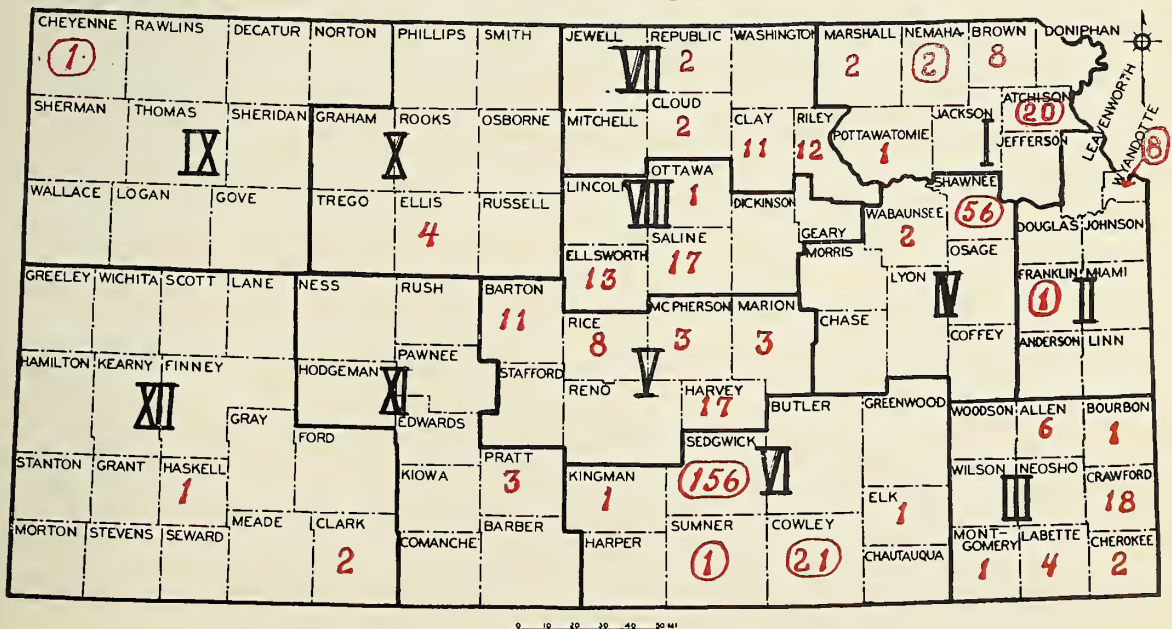 CHEYENNE RAWLINS DECATUR NORTON PHILLIPS SMITH JEWELL REPUBLIC WASHINGTON MARSHALL NEMAHA BROWN DONIPHAN
1 VII 2 2 2 8
SHERMAN THOMAS SHERIDAN GRAHAM ROOKS OSBORNE MITCHELL CLOUD CLAY RILEY POTTAWATOMIE JACKSON ATCHISON JEFFERSON LEAVENWORTH WYANDOTTE
IX X 2 11 12 1 I 20 8
WALLACE LOGAN GOVE TREGO ELLIS RUSSELL LINCOLN OTTAWA DICKINSON GEARY WABAUNSEE SHAWNEE DOUGLAS JOHNSON
4 VIII 1 2 56
ELLSWORTH SALINE MORRIS LYON OSAGE FRANKLIN MIAMI
13 17 IV 1 II
GREELEY WICHITA SCOTT LANE NESS RUSH BARTON RICE MCPHERSON MARION CHASE COFFEY ANDERSON LINN
11 8 3 3
HAMILTON KEARNY FINNEY HODGEMAN PAWNEE STAFFORD RENO HARVEY BUTLER GREENWOOD WOODSON ALLEN BOURBON
XII XI V 17 6 1
GRAY FORD EDWARDS SEDGWICK
156 VI
STANTON GRANT HASKELL KIOWA PRATT KINGMAN ELK WILSON NEOSHO CRAWFORD
1 3 1 1 III 18
MORTON STEVENS SEWARD MEADE CLARK COMANCHE BARBER HARPER SUMNER COWLEY CHAUTAUQUA MONT-
GOMERY LABETTE CHEROKEE
2 1 21 1 4 2
0 10 20 30 40 50 MI